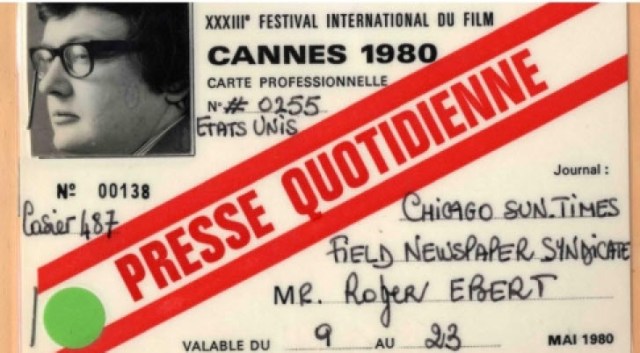 XXXIIIᵉ FESTIVAL INTERNATIONAL DU FILM
CANNES 1980
CARTE PROFESSIONNELLE
N° # 0255
ETATS UNIS
PRESSE QUOTIDIENNE
Nº 00138
Casier 487
Journal :
CHICAGO SUN.TIMES
FIELD NEWSPAPER SYNDICATE
MR. Roger EBERT
VALABLE DU 9 AU 23 MAI 1980